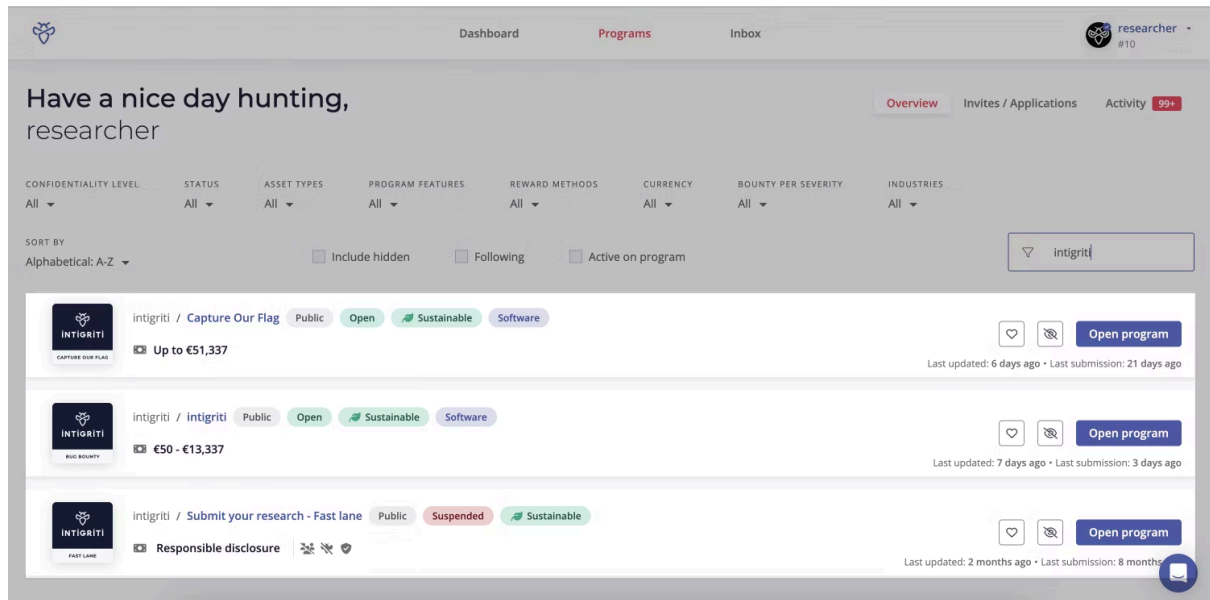 Dashboard Programs Inbox researcher
#10
Have a nice day hunting,
researcher
Overview Invites / Applications Activity 99+
CONFIDENTIALITY LEVEL STATUS ASSET TYPES PROGRAM FEATURES REWARD METHODS CURRENCY BOUNTY PER SEVERITY INDUSTRIES
All All All All All All All All
SORT BY
Alphabetical: A-Z Include hidden Following Active on program intigriti
INTIGRITI
CAPTURE OUR FLAG
intigriti / Capture Our Flag Public Open Sustainable Software
Up to €51,337
Open program
Last updated: 6 days ago • Last submission: 21 days ago
INTIGRITI
BUG BOUNTY
intigriti / intigriti Public Open Sustainable Software
€50 - €13,337
Open program
Last updated: 7 days ago • Last submission: 3 days ago
INTIGRITI
FAST LANE
intigriti / Submit your research - Fast lane Public Suspended Sustainable
Responsible disclosure
Open program
Last updated: 2 months ago • Last submission: 8 months